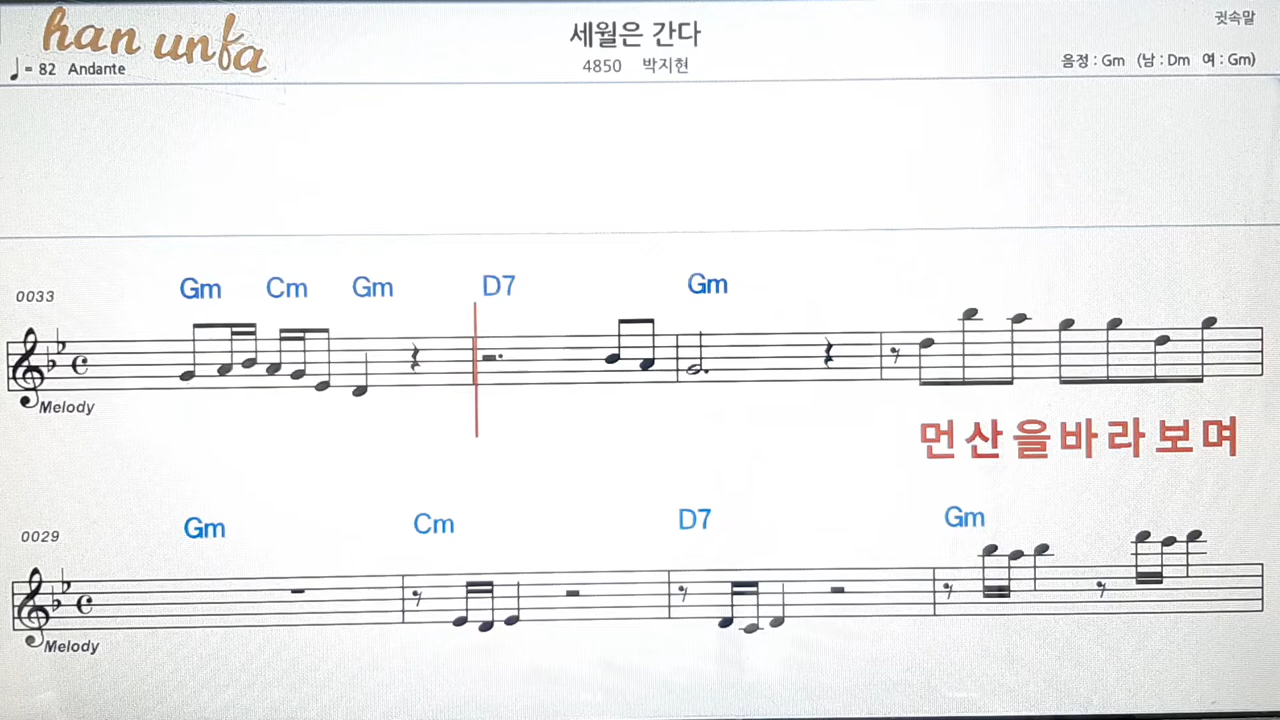 han unfa
세월은 간다
귓속말
♩= 82 Andante
4850 박지현
음정 : Gm (남 : Dm 여 : Gm)
Gm Cm Gm D7 Gm
0033
Melody
먼산을바라보며
Gm Cm D7 Gm
0029
Melody